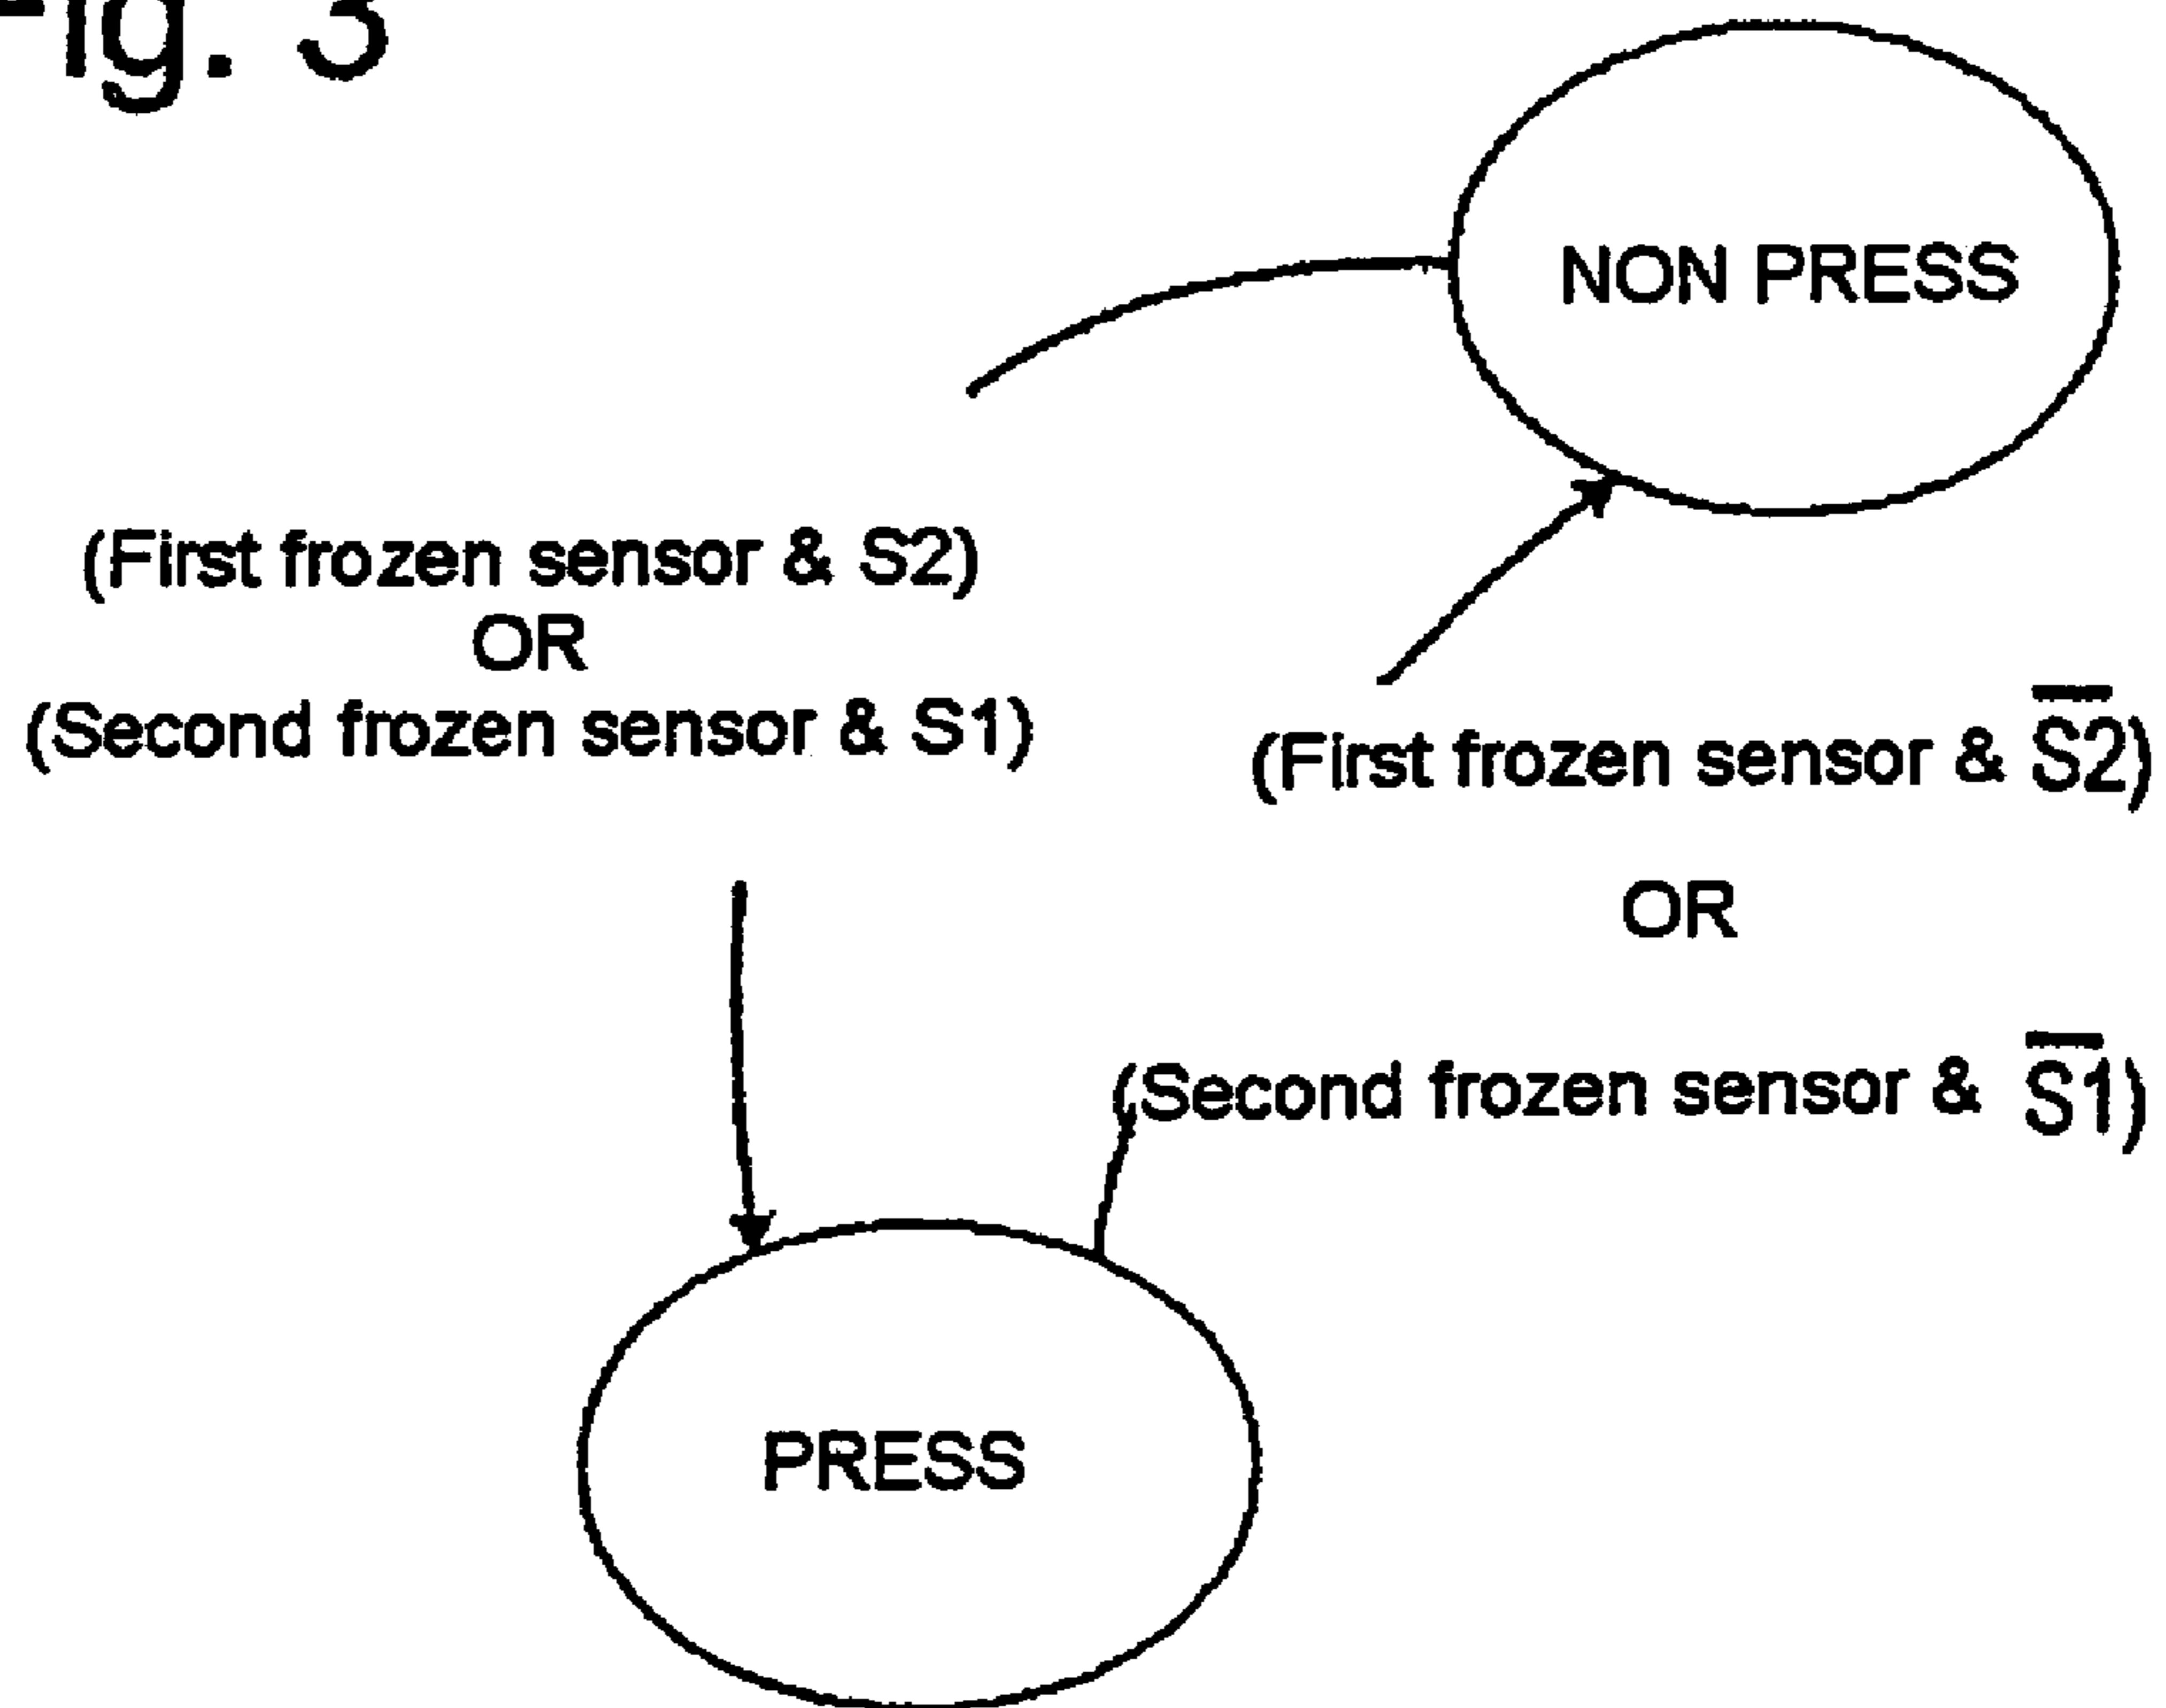 Fig. 3
NON PRESS
(First frozen sensor & S2)
OR
(Second frozen sensor & S1)
(First frozen sensor & S̅2̅)
OR
(Second frozen sensor & S̅1̅)
PRESS